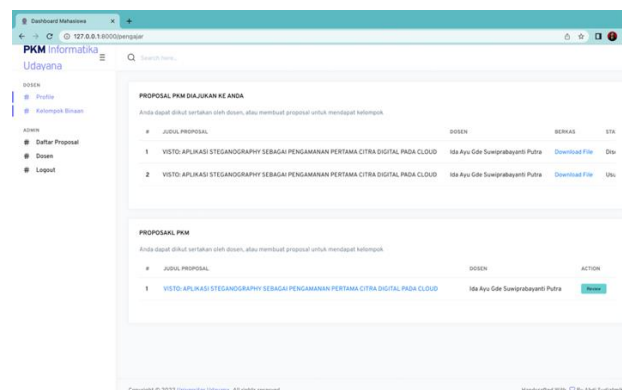 Dashboard Mahasiswa
127.0.0.1:8000/pengajar
PKM Informatika
Udayana
Search here...
DOSEN
# Profile
# Kelompok Binaan
ADMIN
# Daftar Proposal
# Dosen
# Logout
PROPOSAL PKM DIAJUKAN KE ANDA
Anda dapat diikut sertakan oleh dosen, atau membuat proposal untuk mendapat kelompok
# JUDUL PROPOSAL DOSEN BERKAS STA
1 VISTO: APLIKASI STEGANOGRAPHY SEBAGAI PENGAMANAN PERTAMA CITRA DIGITAL PADA CLOUD Ida Ayu Gde Suwiprabayanti Putra Download File Dis
2 VISTO: APLIKASI STEGANOGRAPHY SEBAGAI PENGAMANAN PERTAMA CITRA DIGITAL PADA CLOUD Ida Ayu Gde Suwiprabayanti Putra Download File Usu
PROPOSAKL PKM
Anda dapat diikut sertakan oleh dosen, atau membuat proposal untuk mendapat kelompok
# JUDUL PROPOSAL DOSEN ACTION
1 VISTO: APLIKASI STEGANOGRAPHY SEBAGAI PENGAMANAN PERTAMA CITRA DIGITAL PADA CLOUD Ida Ayu Gde Suwiprabayanti Putra Review